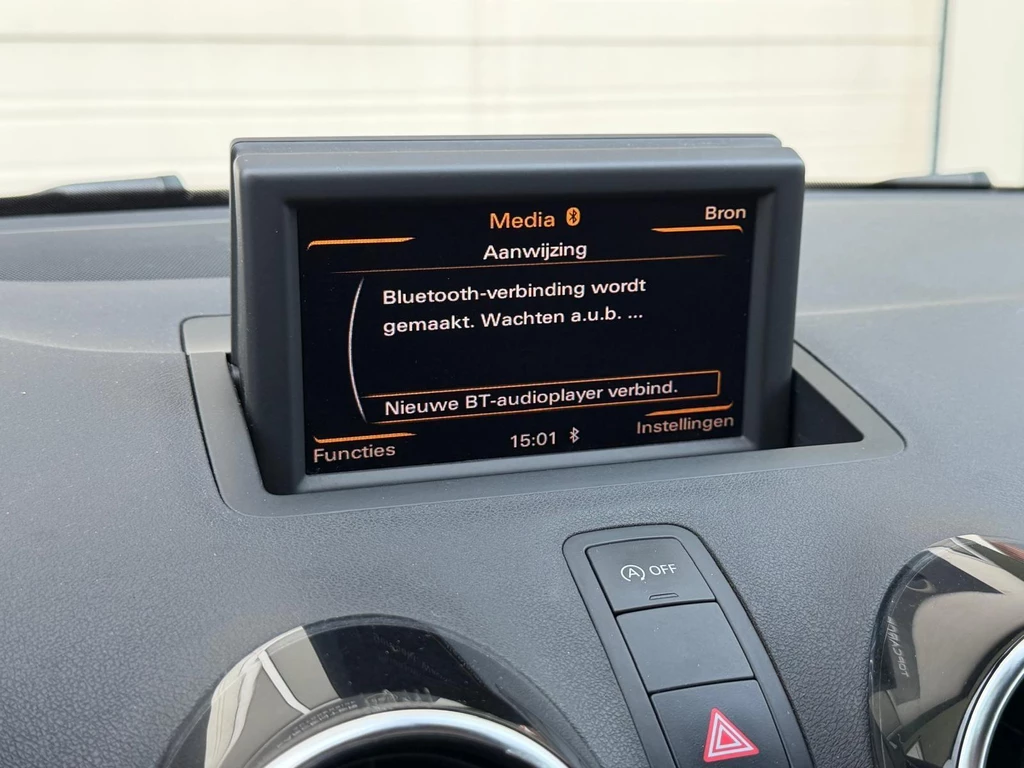 Media
Bron
Aanwijzing
Bluetooth-verbinding wordt
gemaakt. Wachten a.u.b. ...
Nieuwe BT-audioplayer verbind.
Functies
15:01
Instellingen
A OFF